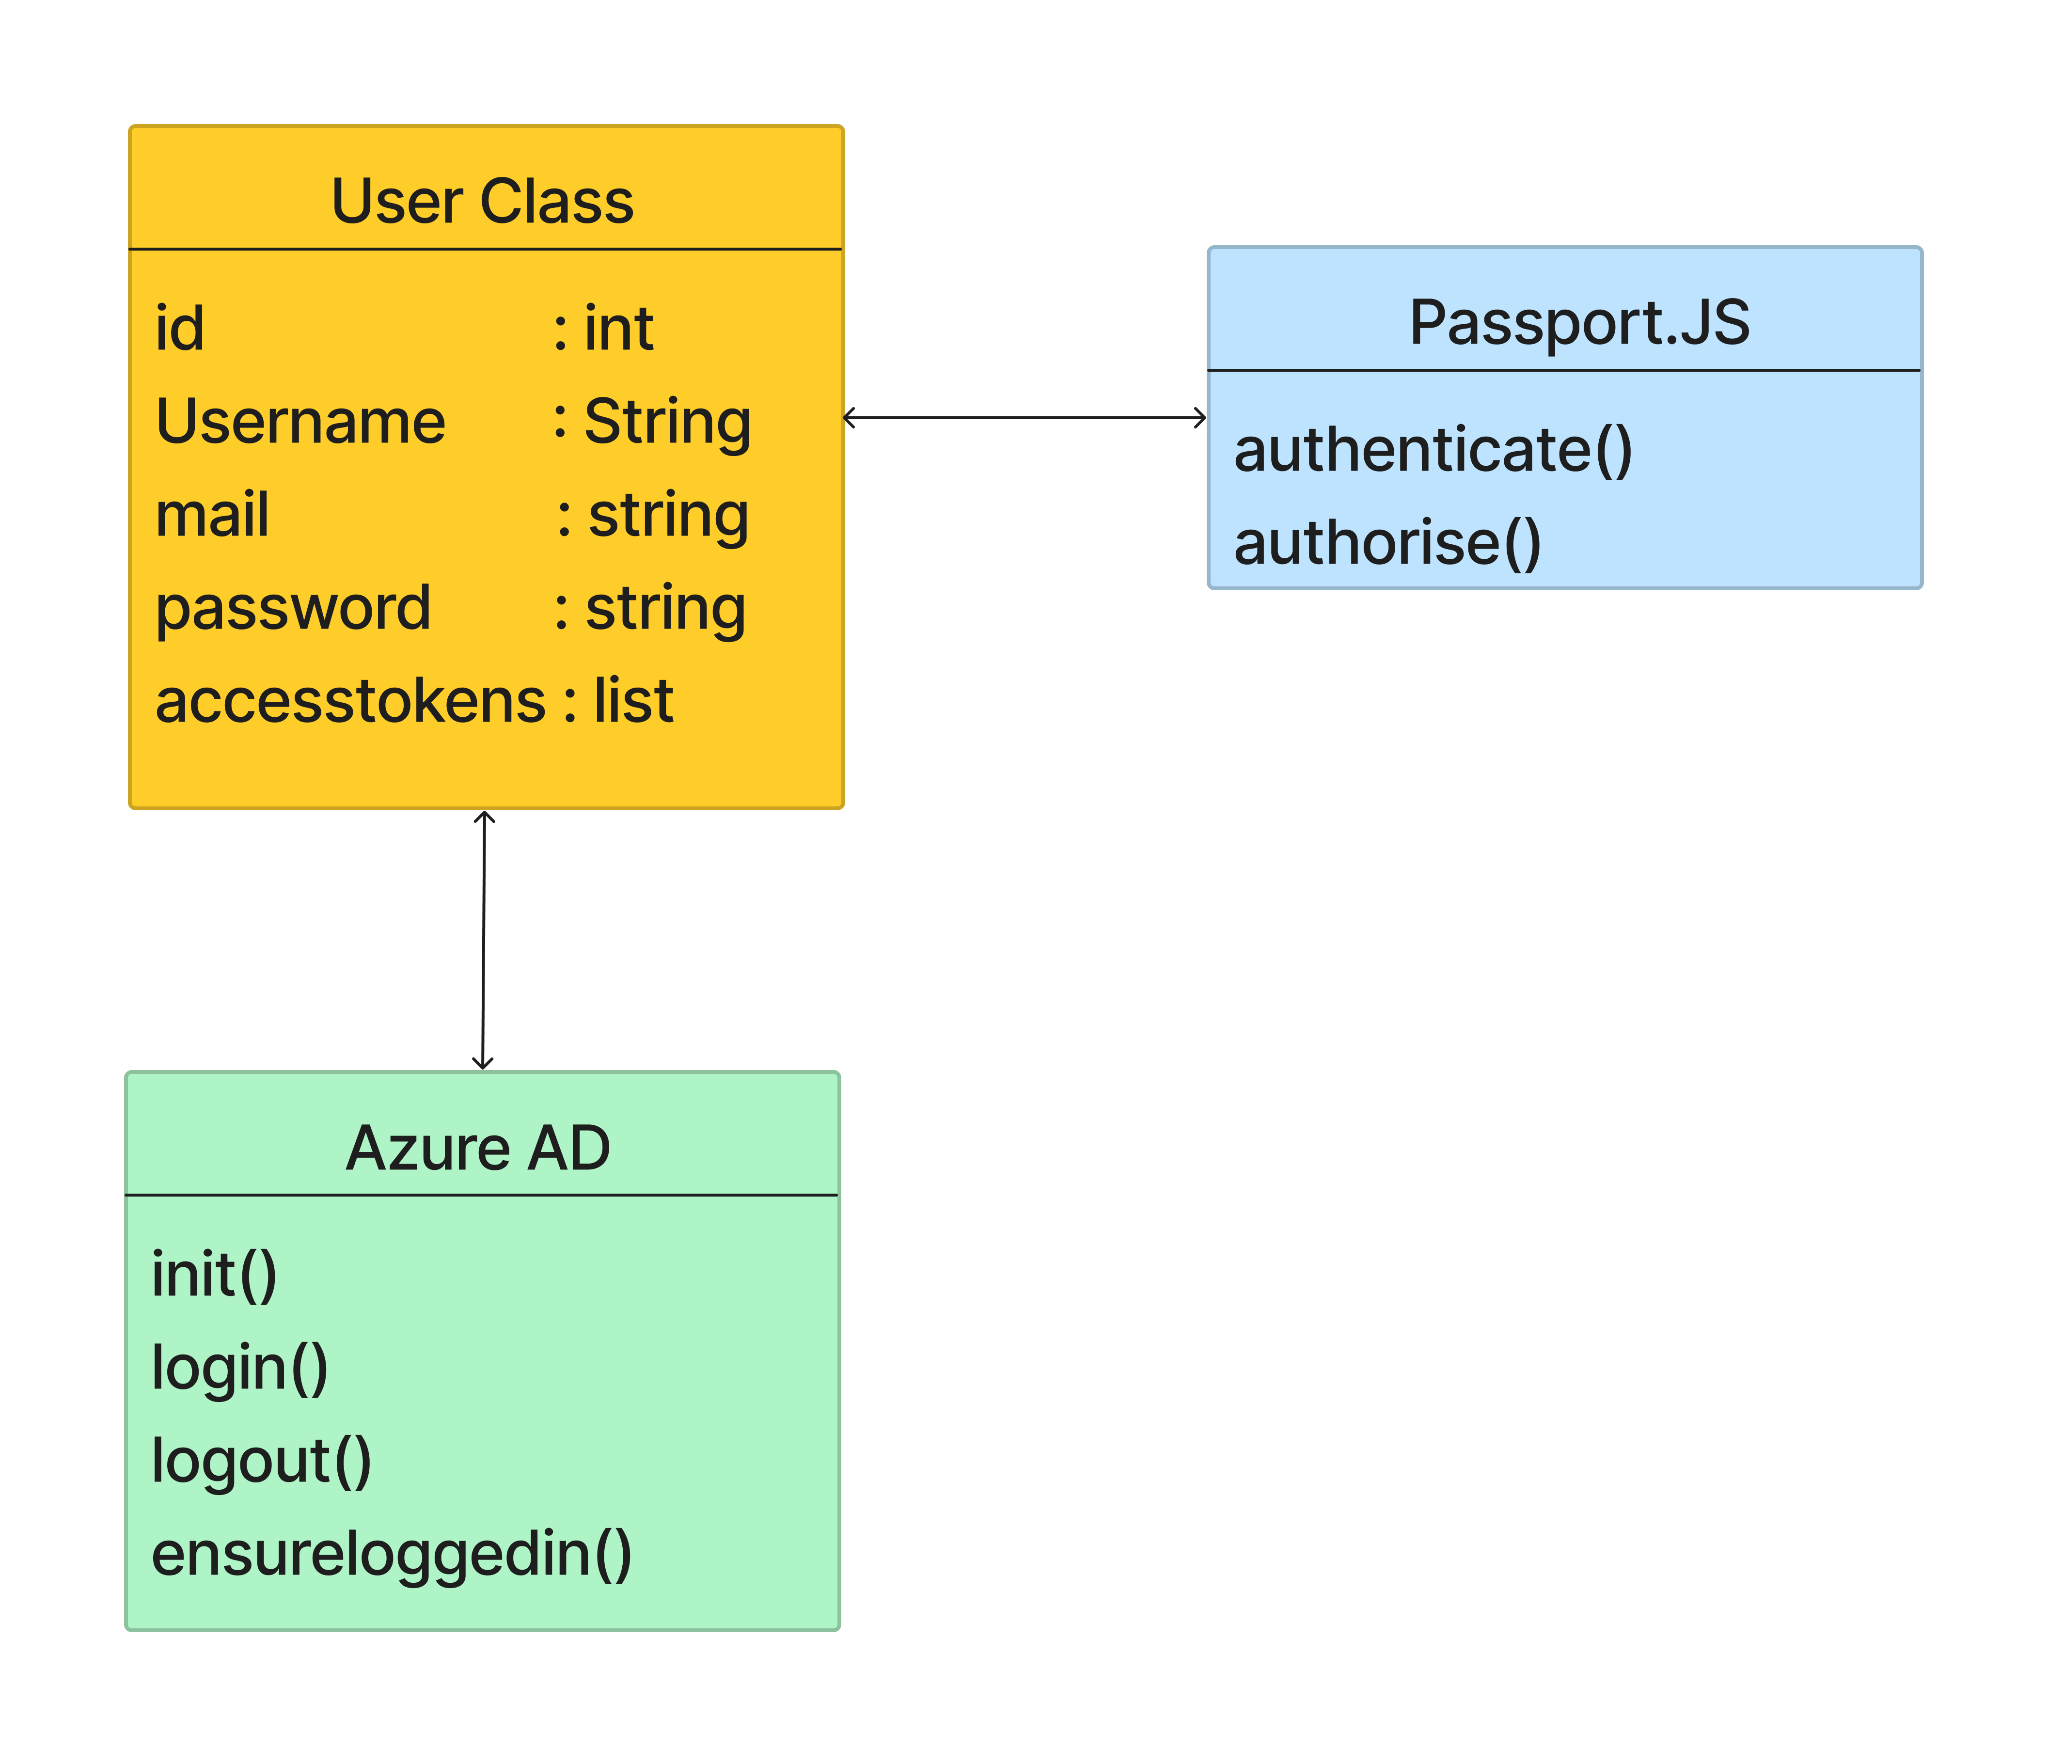 User Class
id : int
Username : String
mail : string
password : string
accesstokens : list
Passport.JS
authenticate()
authorise()
Azure AD
init()
login()
logout()
ensureloggedin()